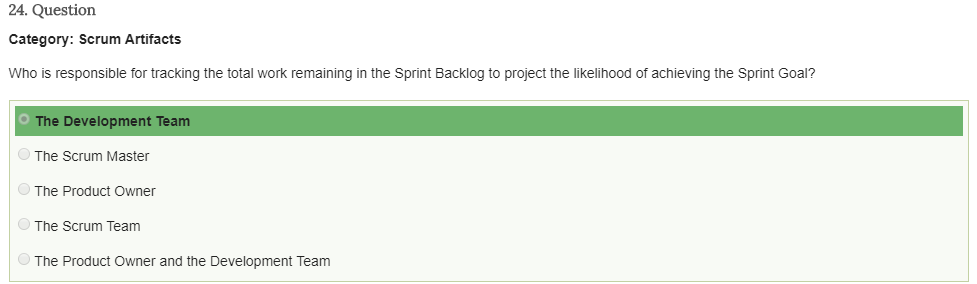 24. Question
Category: Scrum Artifacts
Who is responsible for tracking the total work remaining in the Sprint Backlog to project the likelihood of achieving the Sprint Goal?
The Development Team
The Scrum Master
The Product Owner
The Scrum Team
The Product Owner and the Development Team